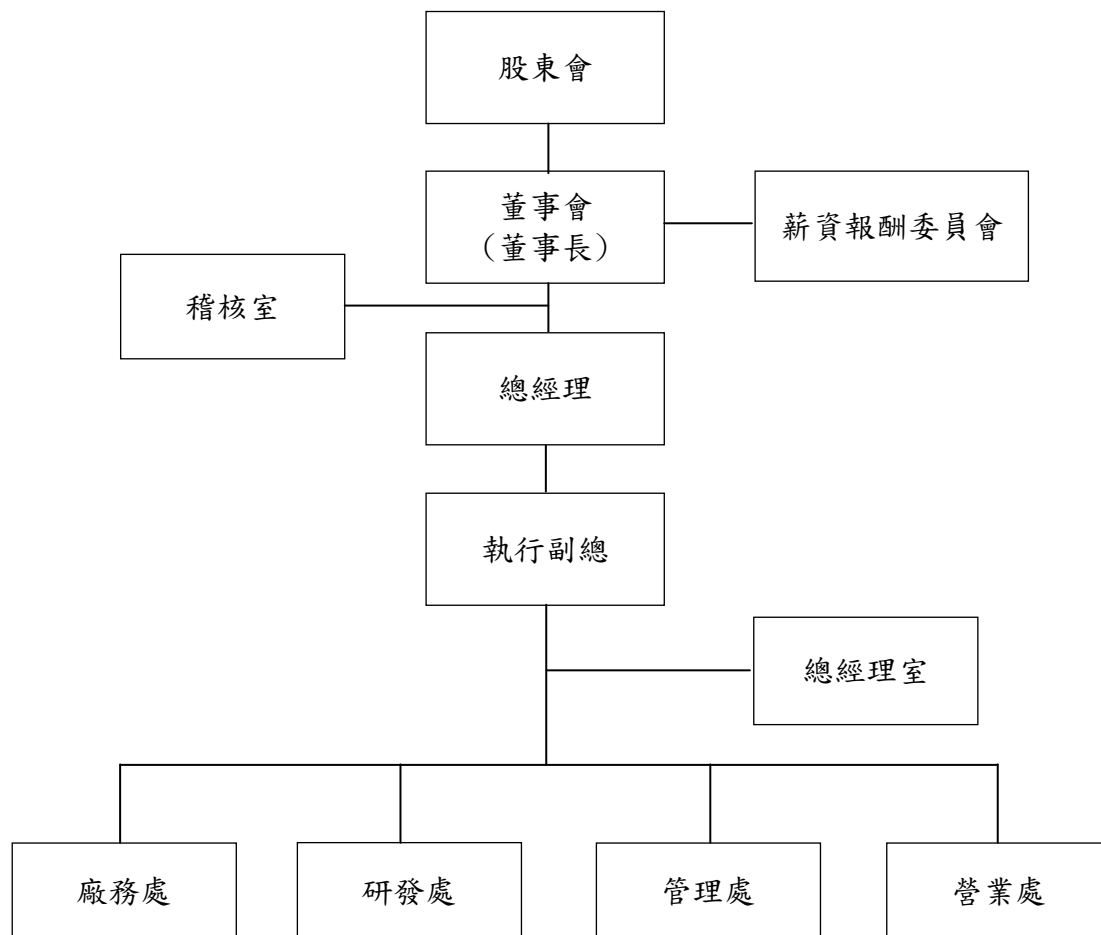 股東會
董事會
（董事長）
薪資報酬委員會
稽核室
總經理
執行副總
總經理室
廠務處
研發處
管理處
營業處